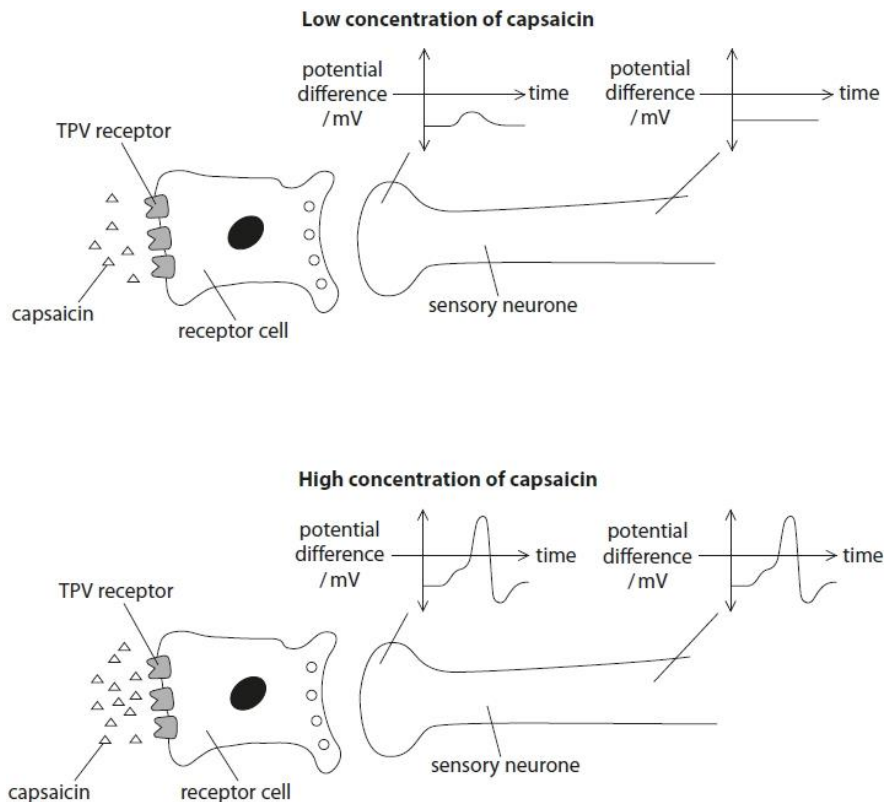 Low concentration of capsaicin
potential
difference
/ mV
time
potential
difference
/ mV
time
TPV receptor
capsaicin
receptor cell
sensory neurone
High concentration of capsaicin
potential
difference
/ mV
time
potential
difference
/ mV
time
TPV receptor
capsaicin
receptor cell
sensory neurone